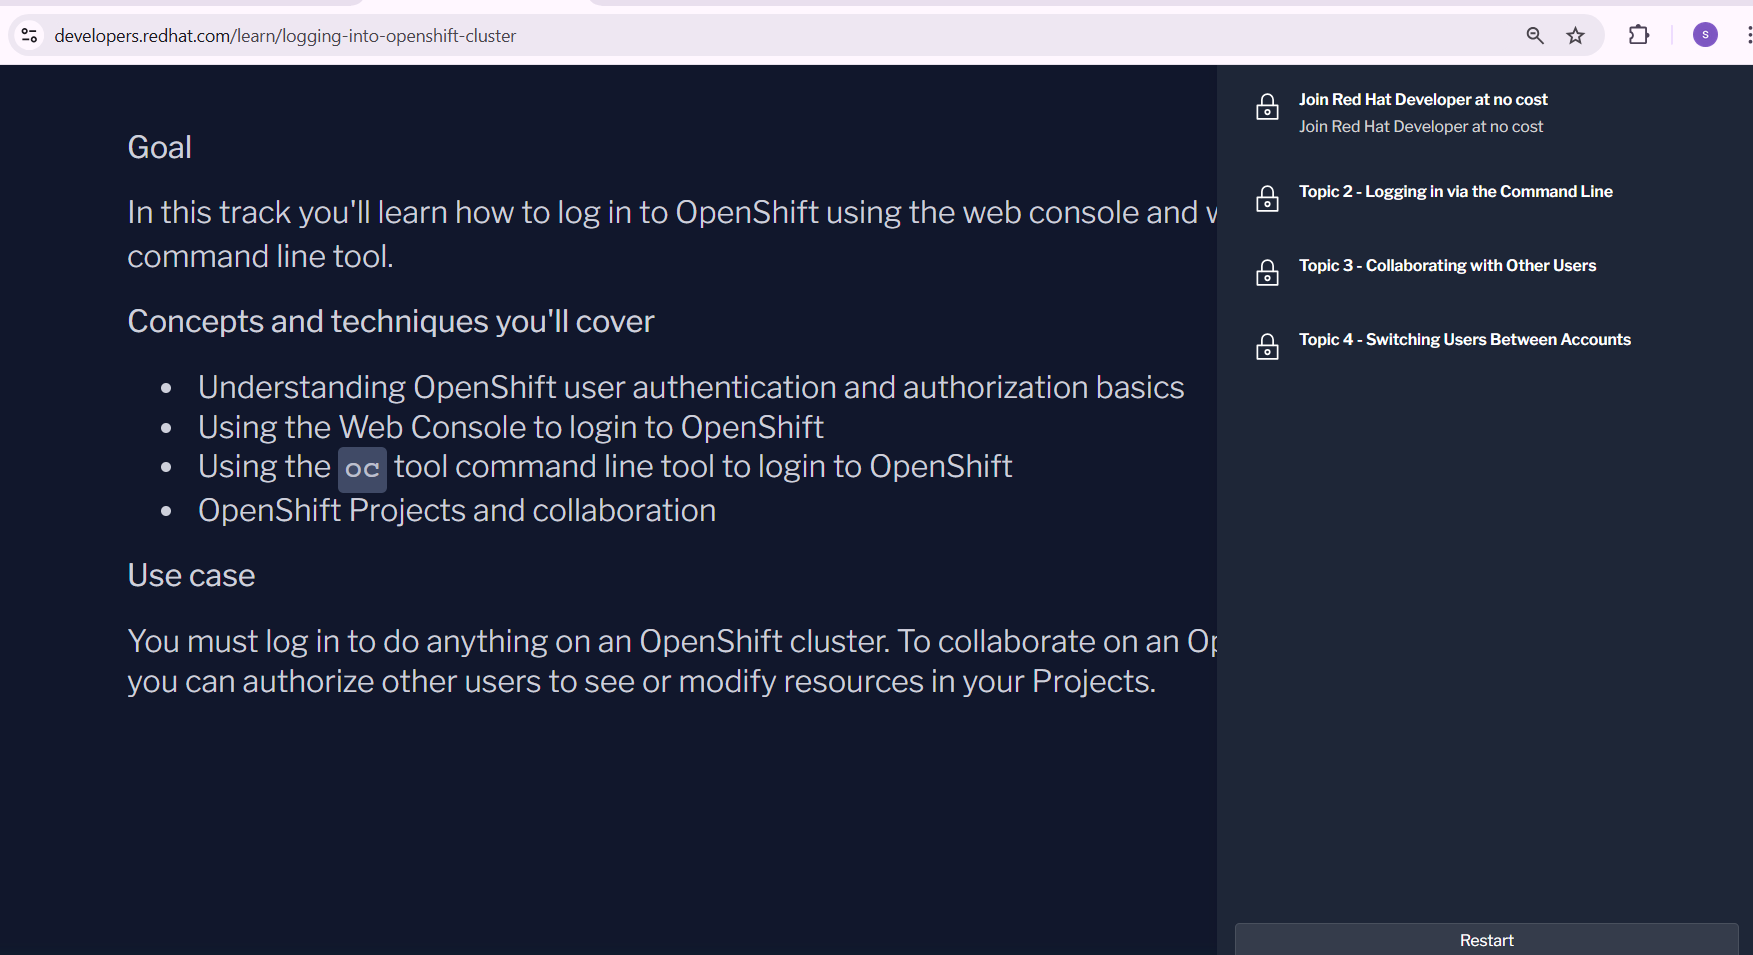 developers.redhat.com/learn/logging-into-openshift-cluster
S
Goal
In this track you'll learn how to log in to OpenShift using the web console and
command line tool.
Concepts and techniques you'll cover
• Understanding OpenShift user authentication and authorization basics
• Using the Web Console to login to OpenShift
• Using the oc tool command line tool to login to OpenShift
• OpenShift Projects and collaboration
Use case
You must log in to do anything on an OpenShift cluster. To collaborate on an
you can authorize other users to see or modify resources in your Projects.
Join Red Hat Developer at no cost
Join Red Hat Developer at no cost
Topic 2 - Logging in via the Command Line
Topic 3 - Collaborating with Other Users
Topic 4 - Switching Users Between Accounts
Restart